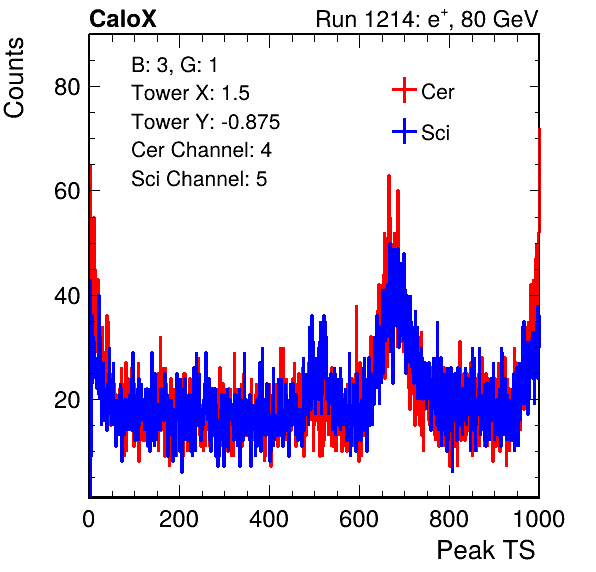 CaloX Run 1214: e⁺, 80 GeV
Counts
B: 3, G: 1
Tower X: 1.5
Tower Y: -0.875
Cer Channel: 4
Sci Channel: 5
Cer
Sci
80
60
40
20
0 200 400 600 800 1000
Peak TS